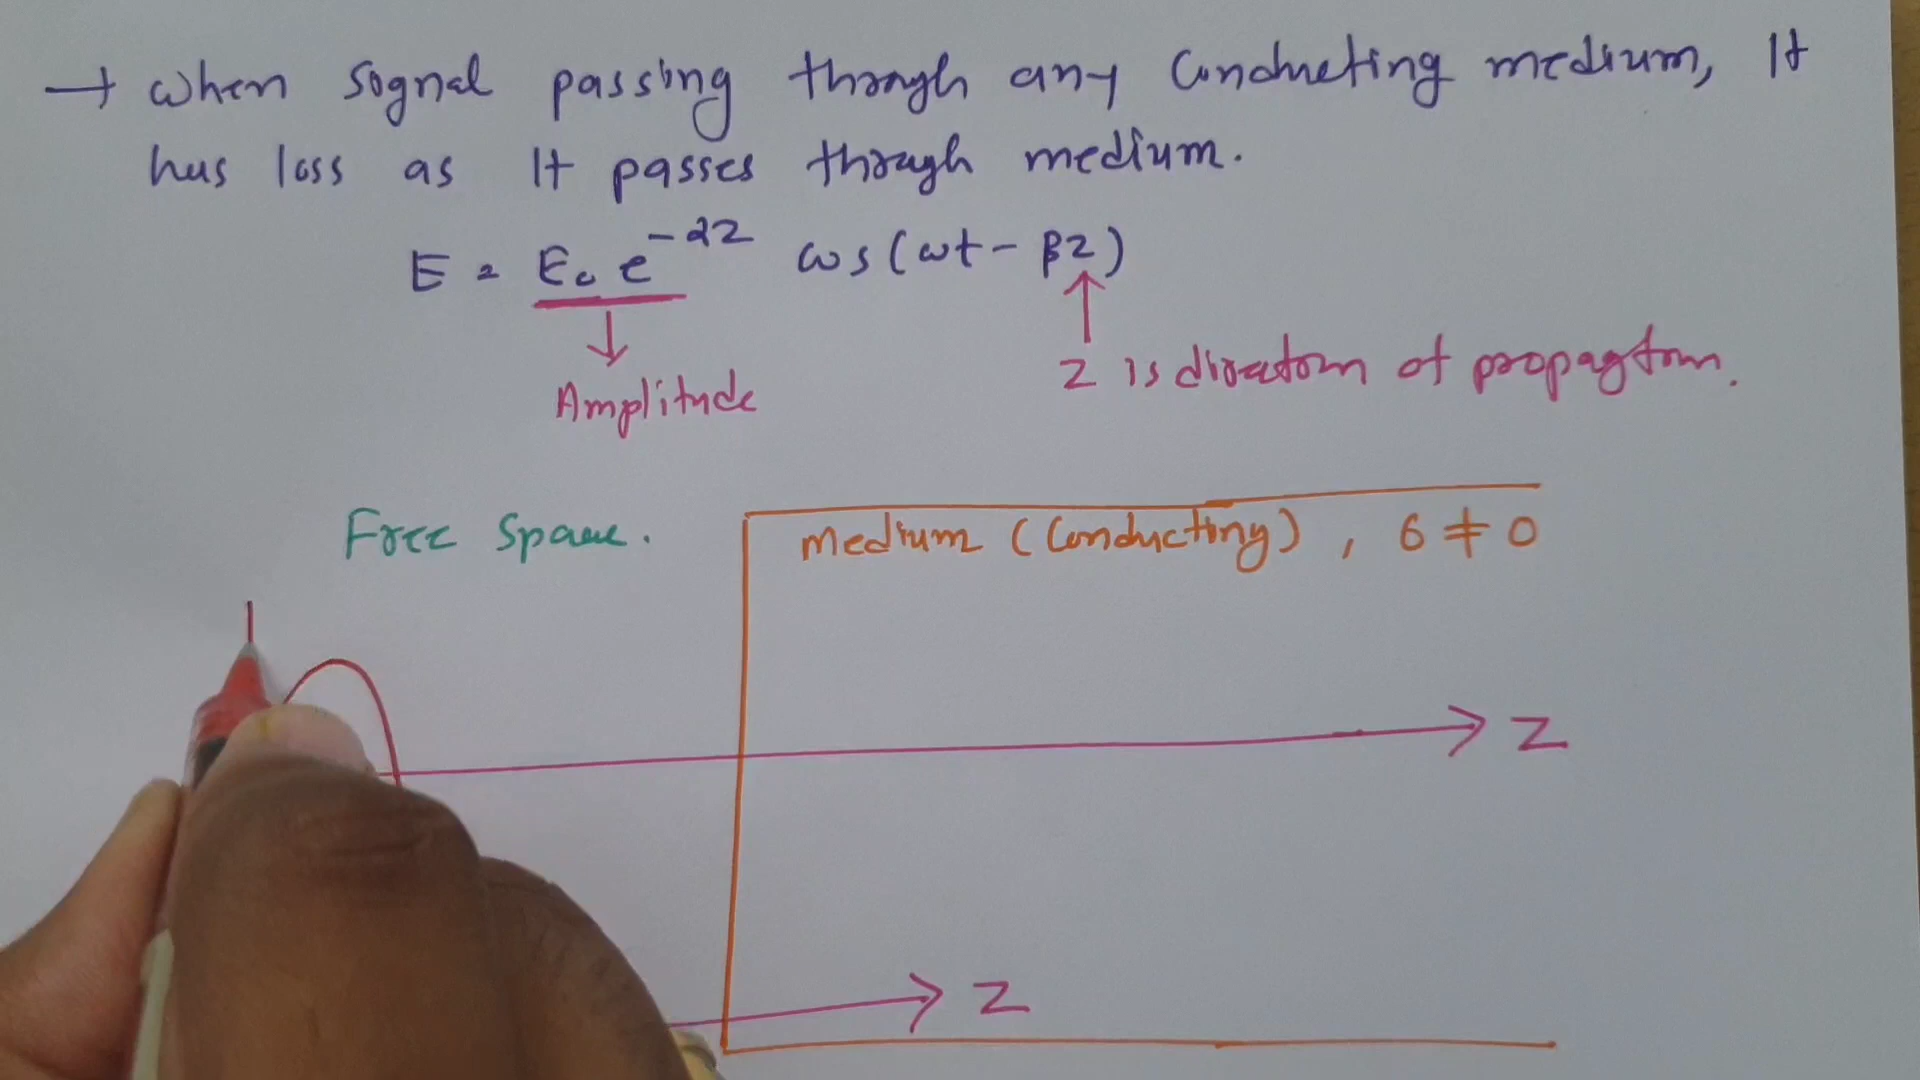 → when signal passing through any conducting medium, It
has loss as It passes through medium.
E = E₀ e^-αz cos(ωt - βz)
Amplitude
z is direction of propagtion.
Free space.
medium (conducting), σ ≠ 0
z
z